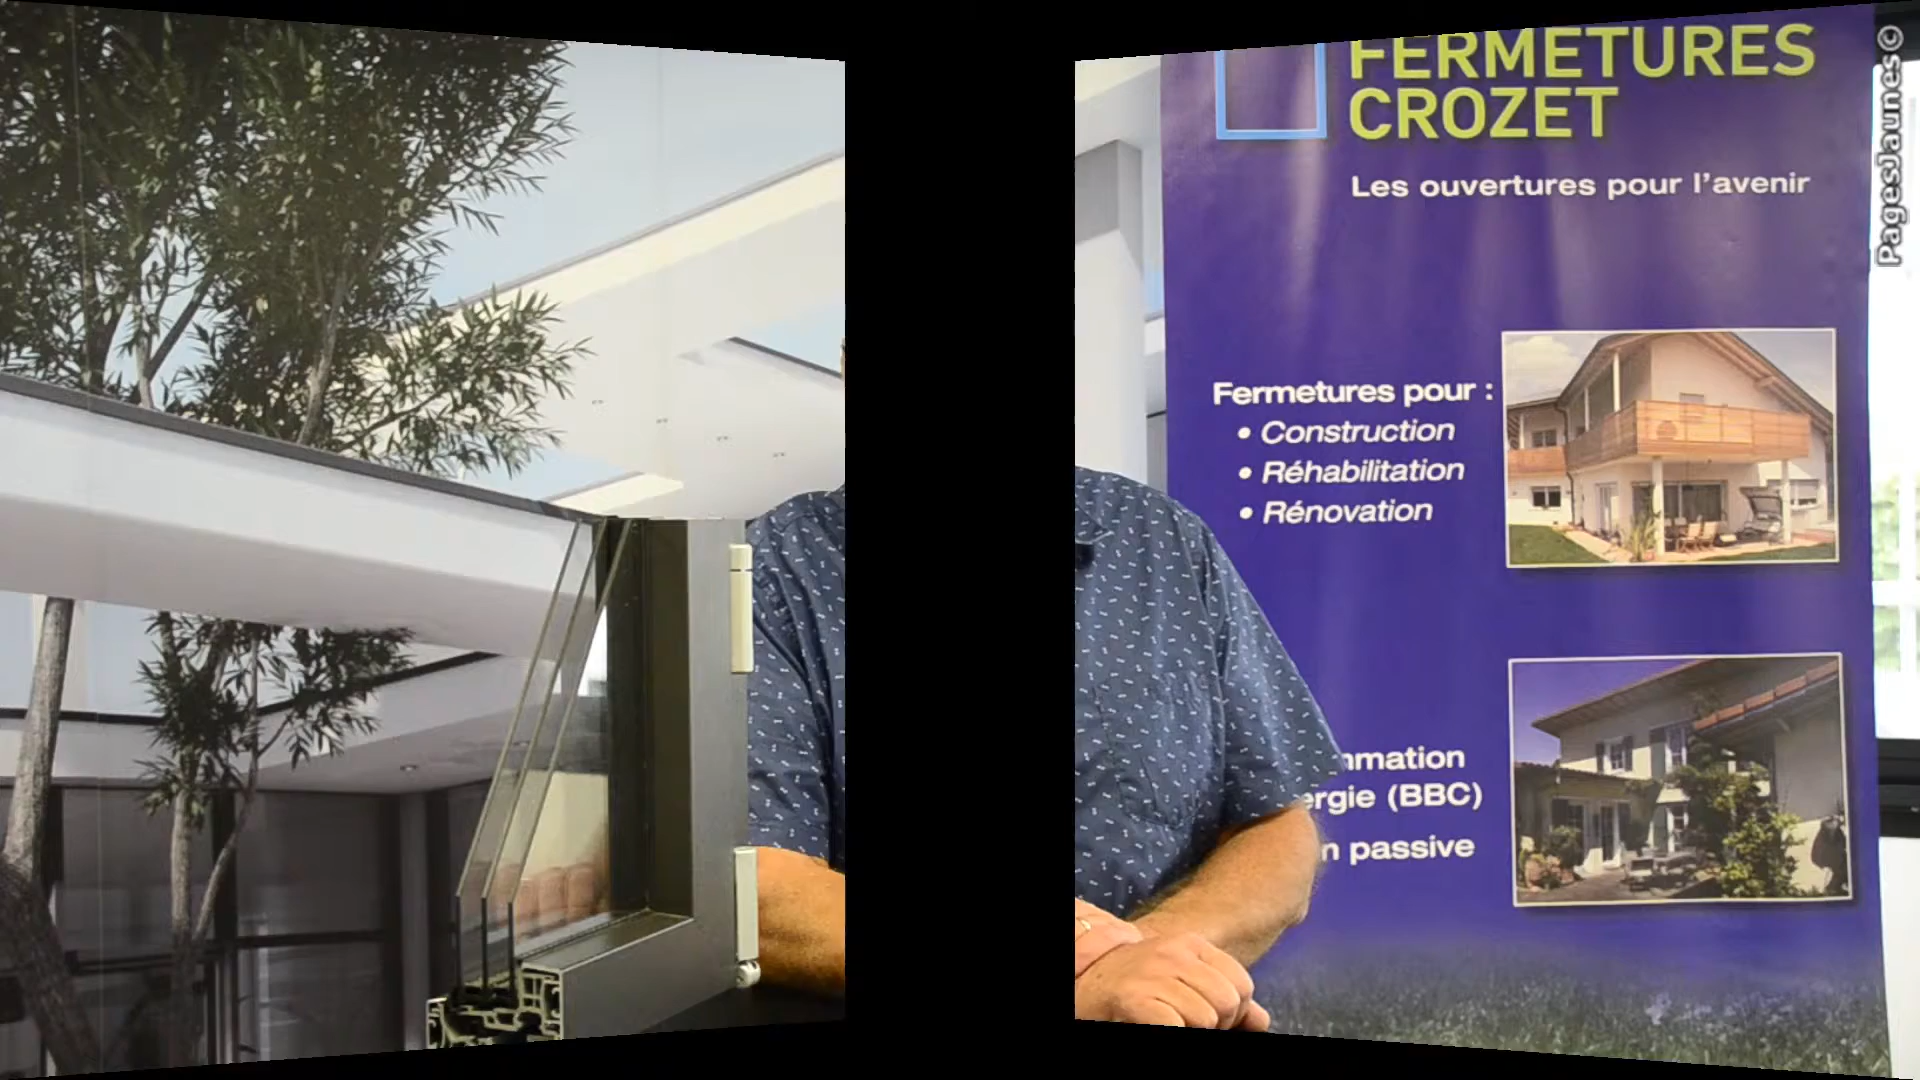 FERMETURES
CROZET
Les ouvertures pour l'avenir
Fermetures pour :
• Construction
• Réhabilitation
• Rénovation
(BBC)
passive
PagesJaunes©